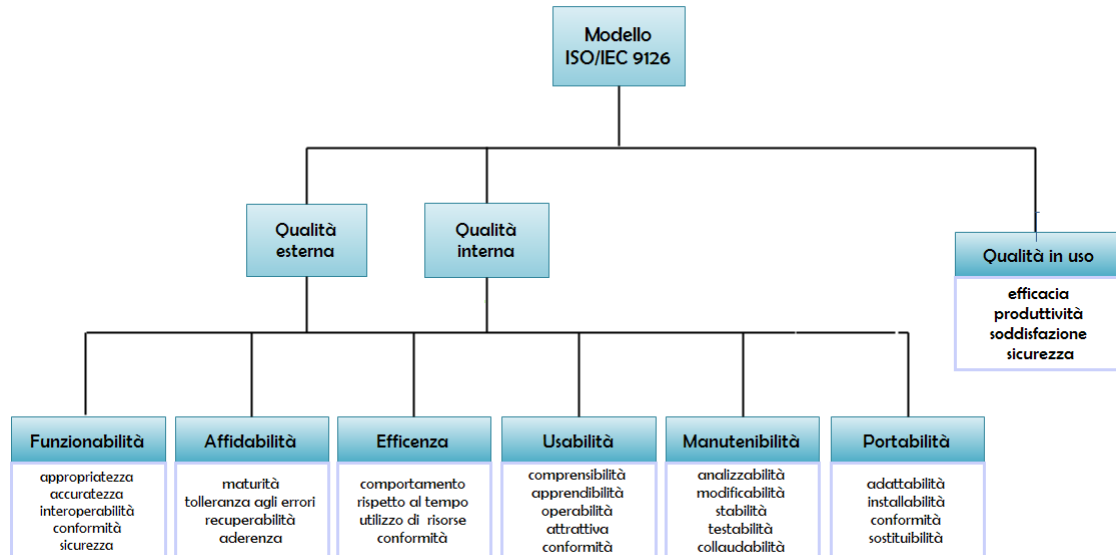 Modello
ISO/IEC 9126
Qualità
esterna
Qualità
interna
Qualità in uso
efficacia
produttività
soddisfazione
sicurezza
Funzionabilità
appropriatezza
accuratezza
interoperabilità
conformità
sicurezza
Affidabilità
maturità
tolleranza agli errori
recuperabilità
aderenza
Efficenza
comportamento
rispetto al tempo
utilizzo di risorse
conformità
Usabilità
comprensibilità
apprendibilità
operabilità
attrattiva
conformità
Manutenibilità
analizzabilità
modificabilità
stabilità
testabilità
collaudabilità
Portabilità
adattabilità
installabilità
conformità
sostituibilità